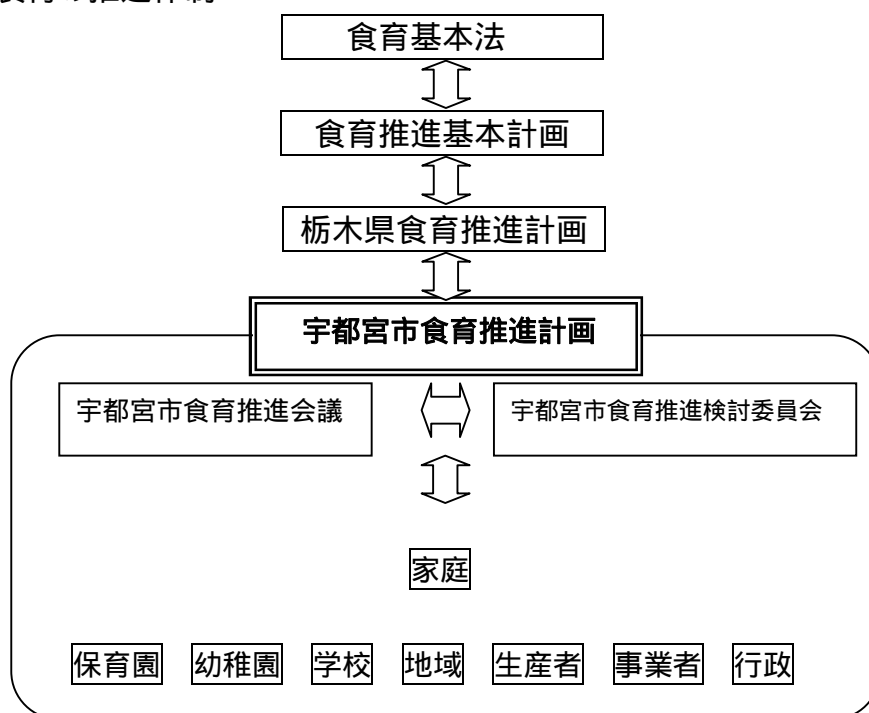 食育基本法
食育推進基本計画
栃木県食育推進計画
宇都宮市食育推進計画
宇都宮市食育推進会議
宇都宮市食育推進検討委員会
家庭
保育園 幼稚園 学校 地域 生産者 事業者 行政